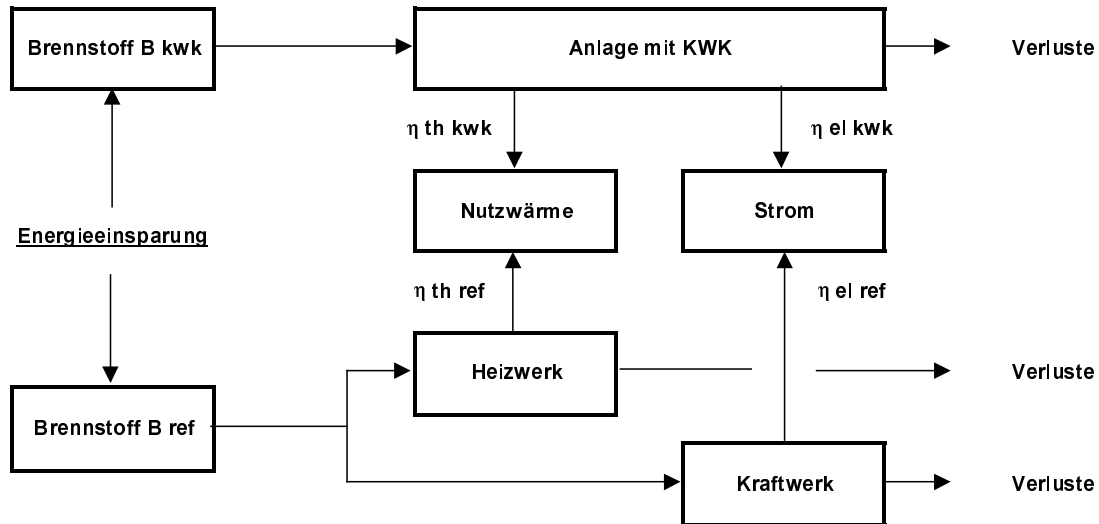 Brennstoff B kwk
Anlage mit KWK
Verluste
η th kwk
η el kwk
Nutzwärme
Strom
Energieeinsparung
η th ref
η el ref
Heizwerk
Verluste
Brennstoff B ref
Kraftwerk
Verluste